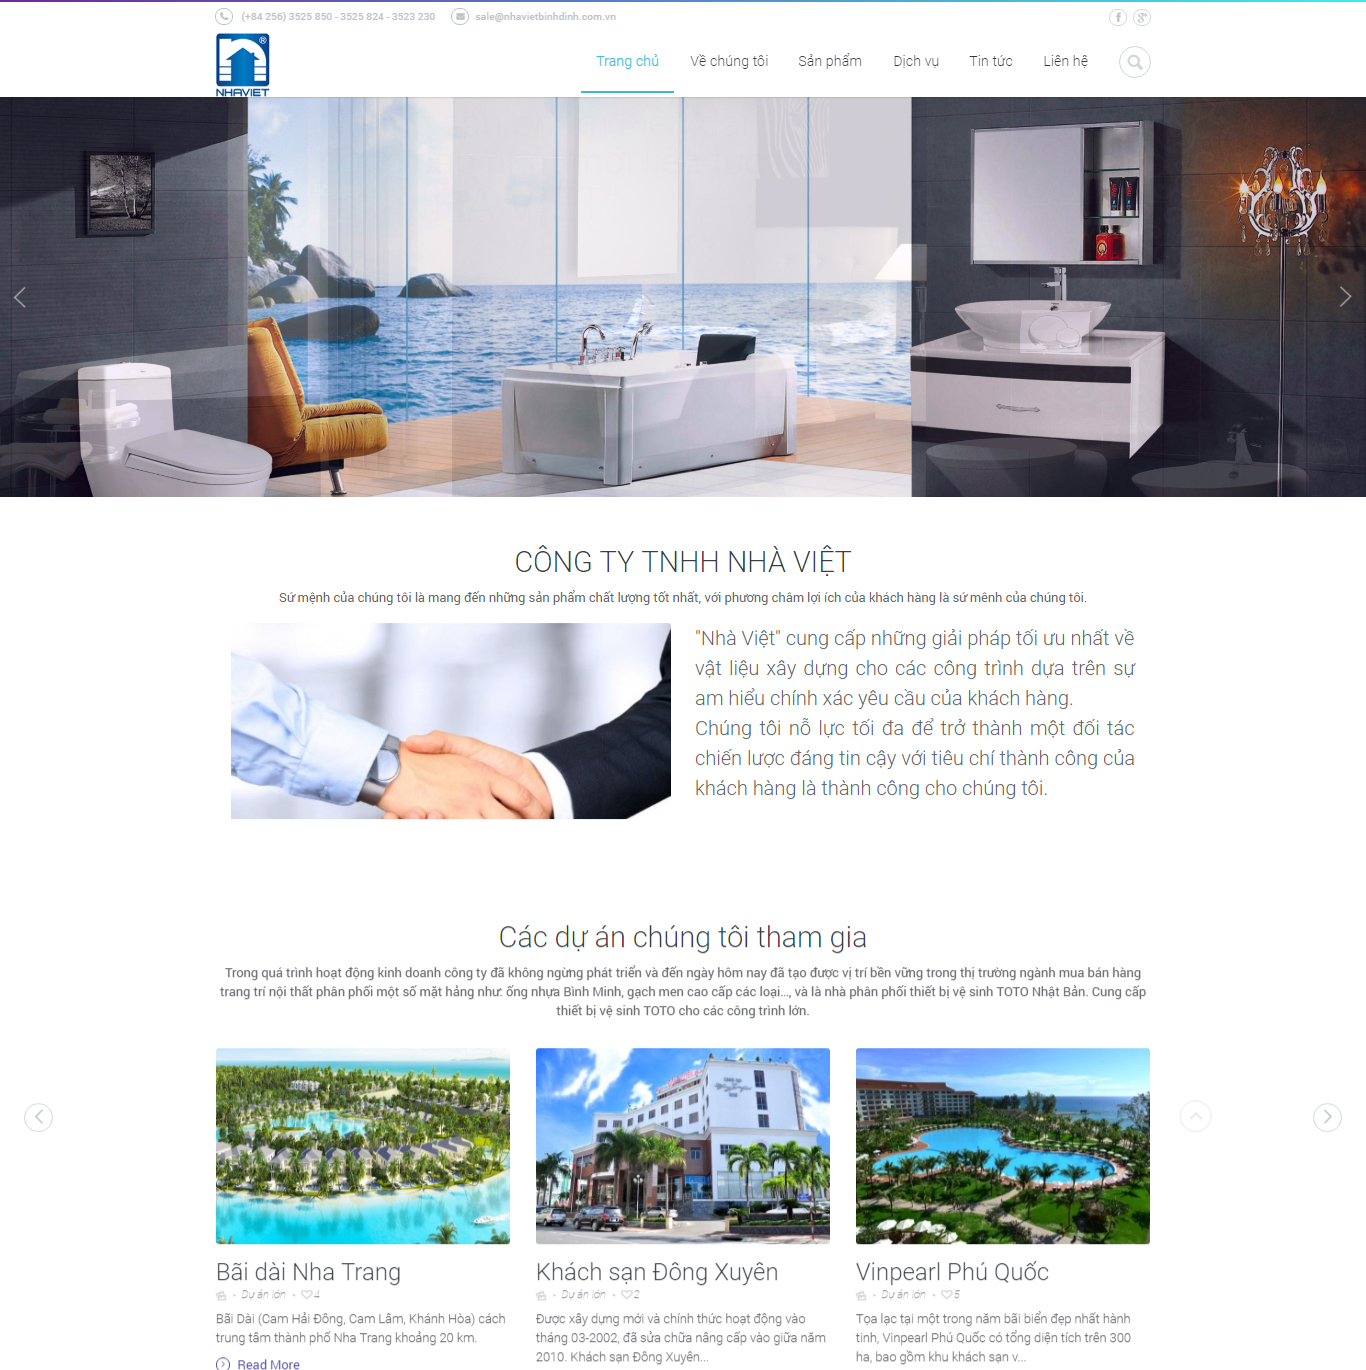 (+84 256) 3525 850 - 3525 824 - 3523 230
sale@nhavietbinhdinh.com.vn
NHAVIET
Trang chủ
Về chúng tôi
Sản phẩm
Dịch vụ
Tin tức
Liên hệ
CÔNG TY TNHH NHÀ VIỆT
Sứ mệnh của chúng tôi là mang đến những sản phẩm chất lượng tốt nhất, với phương châm lợi ích của khách hàng là sứ mênh của chúng tôi.
"Nhà Việt" cung cấp những giải pháp tối ưu nhất về
vật liệu xây dựng cho các công trình dựa trên sự
am hiểu chính xác yêu cầu của khách hàng.
Chúng tôi nỗ lực tối đa để trở thành một đối tác
chiến lược đáng tin cậy với tiêu chí thành công của
khách hàng là thành công cho chúng tôi.
Các dự án chúng tôi tham gia
Trong quá trình hoạt động kinh doanh công ty đã không ngừng phát triển và đến ngày hôm nay đã tạo được vị trí bền vững trong thị trường ngành mua bán hàng
trang trí nội thất phân phối một số mặt hảng như: ống nhựa Bình Minh, gạch men cao cấp các loại..., và là nhà phân phối thiết bị vệ sinh TOTO Nhật Bản. Cung cấp
thiết bị vệ sinh TOTO cho các công trình lớn.
Bãi dài Nha Trang
Dự án lớn
4
Bãi Dài (Cam Hải Đông, Cam Lâm, Khánh Hòa) cách
trung tâm thành phố Nha Trang khoảng 20 km.
Read More
Khách sạn Đông Xuyên
Dự án lớn
2
Được xây dựng mới và chính thức hoạt động vào
tháng 03-2002, đã sửa chữa nâng cấp vào giữa năm
2010. Khách sạn Đông Xuyên...
Vinpearl Phú Quốc
Dự án lớn
5
Tọa lạc tại một trong năm bãi biển đẹp nhất hành
tinh, Vinpearl Phú Quốc có tổng diện tích trên 300
ha, bao gồm khu khách sạn v...